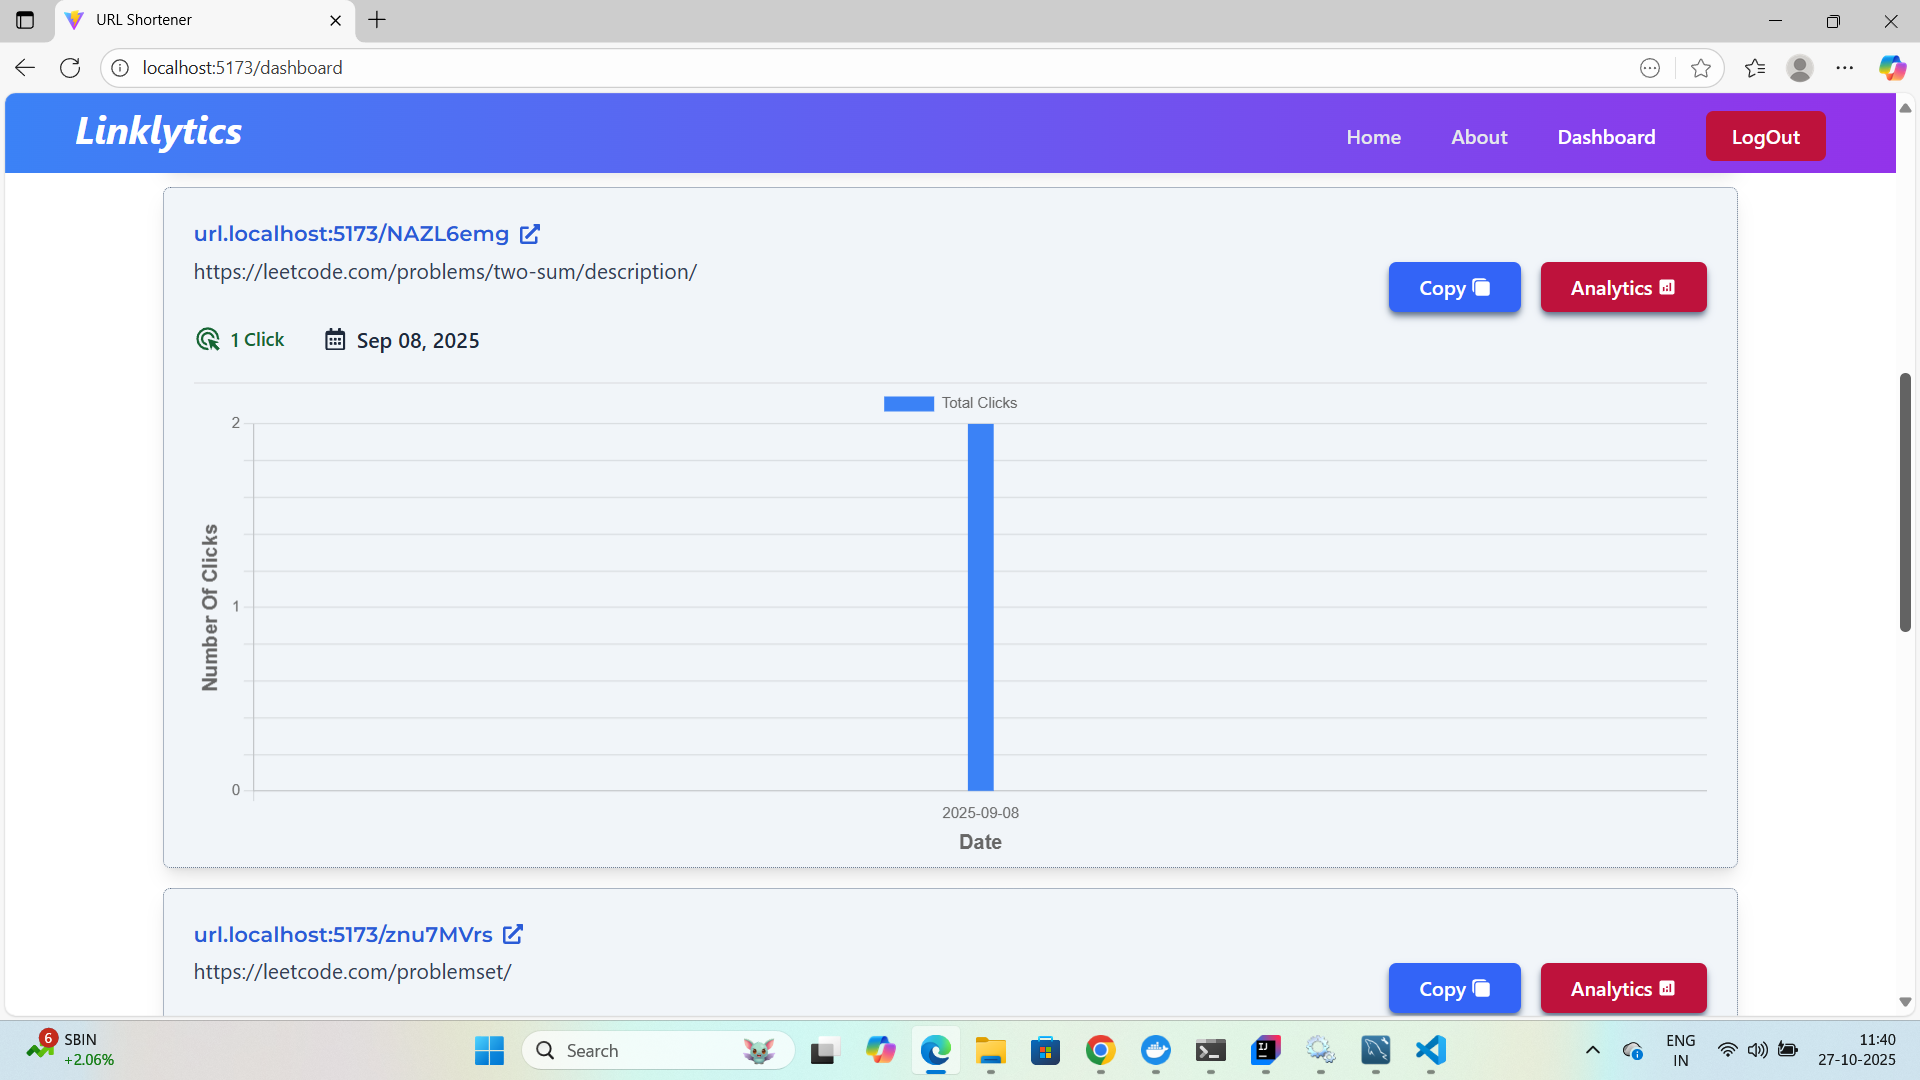 URL Shortener
localhost:5173/dashboard
Linklytics
Home
About
Dashboard
LogOut
url.localhost:5173/NAZL6emg
https://leetcode.com/problems/two-sum/description/
Copy
Analytics
1 Click
Sep 08, 2025
Total Clicks
2
1
0
Number Of Clicks
2025-09-08
Date
url.localhost:5173/znu7MVrs
https://leetcode.com/problemset/
Copy
Analytics
6
SBIN
+2.06%
Search
IJ
ENG
IN
11:40
27-10-2025